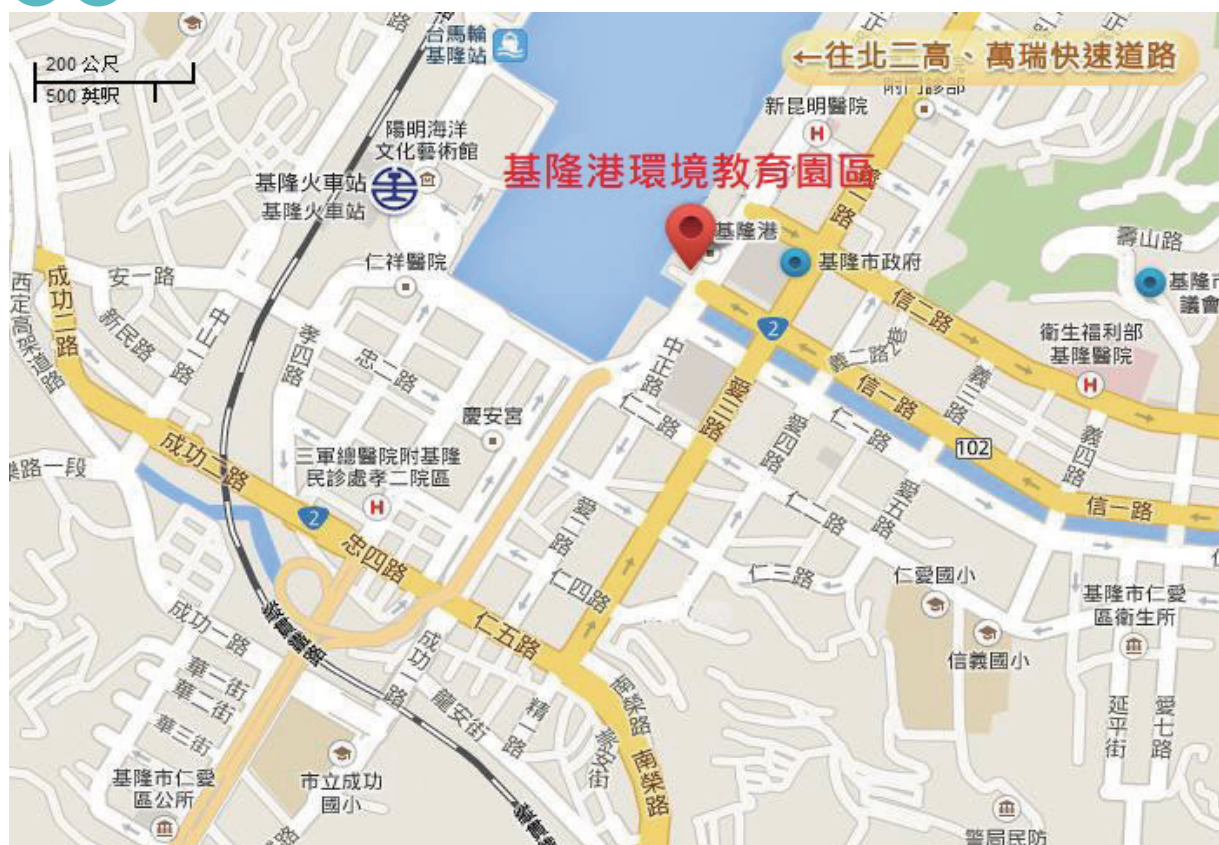 200 公尺
500 英呎
台馬輪
基隆站
←往北三高、萬瑞快速道路
附門診部
新昆明醫院
陽明海洋
文化藝術館
基隆港環境教育園區
基隆火車站
基隆火車站
基隆港
基隆市政府
壽山路
基隆市
議會
仁祥醫院
安一路
成功二路
西定高架道路
新民路
中山一路
孝四路
忠二路
信二路
衛生福利部
基隆醫院
2
中正路
愛三路
義二路2巷
信一路
義三路
義四路
102
信一路
慶安宮
仁二路
愛四路
仁一路
愛五路
成功二路
三軍總醫院附基隆
民診處孝二院區
2
忠四路
愛二路
仁四路
仁二路
仁三路
仁愛國小
信義國小
基隆市仁愛
區衛生所
仁五路
成功一路
成功一路
華一街
華二街
華三街
龍安街
精一路
南榮路
延平街
愛七路
基隆市仁愛
區公所
市立成功
國小
警局民防